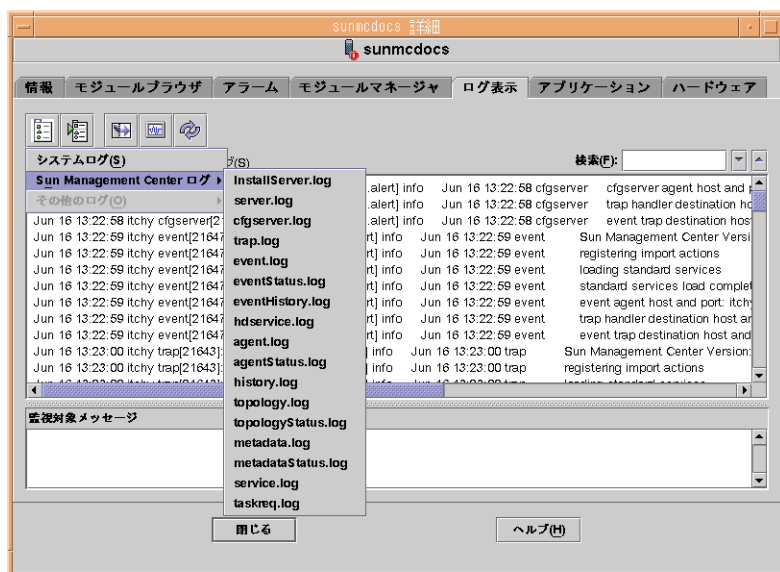 sunmcdocs 詳細
sunmcdocs
情報 モジュールブラウザ アラーム モジュールマネージャ ログ表示 アプリケーション ハードウェア
システムログ(S)
グ(S)
検索(F):
Sun Management Center ログ
その他のログ(O)
InstallServer.log
server.log
cfgserver.log
trap.log
event.log
eventStatus.log
eventHistory.log
hdservice.log
agent.log
agentStatus.log
history.log
topology.log
topologyStatus.log
metadata.log
metadataStatus.log
service.log
taskreq.log
.alert] info Jun 16 13:22:58 cfgserver cfgserver agent host and
.alert] info Jun 16 13:22:58 cfgserver trap handler destination ho
Jun 16 13:22:58 itchy cfgserver[2 .alert] info Jun 16 13:22:58 cfgserver event trap destination hos
Jun 16 13:22:59 itchy event[21647 rt] info Jun 16 13:22:59 event Sun Management Center Versi
Jun 16 13:22:59 itchy event[21647 rt] info Jun 16 13:22:59 event registering import actions
Jun 16 13:22:59 itchy event[21647 rt] info Jun 16 13:22:59 event loading standard services
Jun 16 13:22:59 itchy event[21647 rt] info Jun 16 13:22:59 event standard services load complet
Jun 16 13:22:59 itchy event[21647 rt] info Jun 16 13:22:59 event event agent host and port: itchy
Jun 16 13:22:59 itchy event[21647 rt] info Jun 16 13:22:59 event trap handler destination host ar
Jun 16 13:22:59 itchy event[21647 rt] info Jun 16 13:22:59 event event trap destination host and
Jun 16 13:23:00 itchy trap[21643]: ] info Jun 16 13:23:00 trap Sun Management Center Version:
Jun 16 13:23:00 itchy trap[21643]: ] info Jun 16 13:23:00 trap registering import actions
監視対象メッセージ
閉じる
ヘルプ(H)